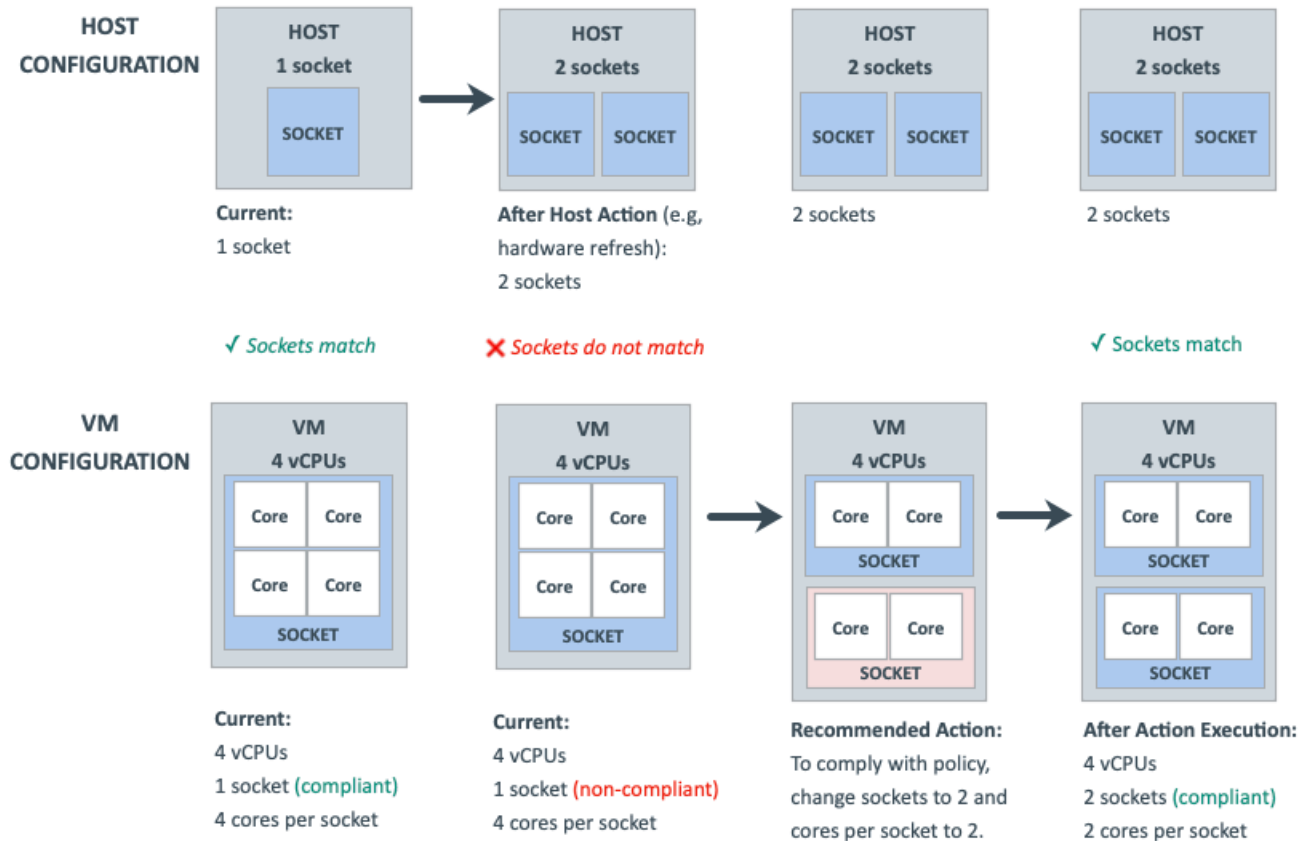 HOST
CONFIGURATION
HOST
1 socket
SOCKET
Current:
1 socket
HOST
2 sockets
SOCKET SOCKET
After Host Action (e.g,
hardware refresh):
2 sockets
HOST
2 sockets
SOCKET SOCKET
2 sockets
HOST
2 sockets
SOCKET SOCKET
2 sockets
✓ Sockets match
❌ Sockets do not match
✓ Sockets match
VM
CONFIGURATION
VM
4 vCPUs
Core Core
Core Core
SOCKET
Current:
4 vCPUs
1 socket (compliant)
4 cores per socket
VM
4 vCPUs
Core Core
Core Core
SOCKET
Current:
4 vCPUs
1 socket (non-compliant)
4 cores per socket
VM
4 vCPUs
Core Core
SOCKET
Core Core
SOCKET
Recommended Action:
To comply with policy,
change sockets to 2 and
cores per socket to 2.
VM
4 vCPUs
Core Core
SOCKET
Core Core
SOCKET
After Action Execution:
4 vCPUs
2 sockets (compliant)
2 cores per socket